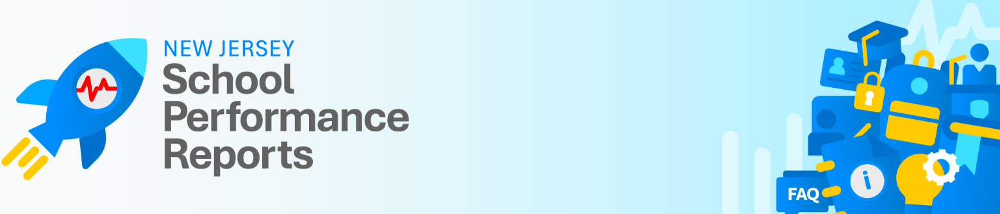 NEW JERSEY
School
Performance
Reports
FAQ
i